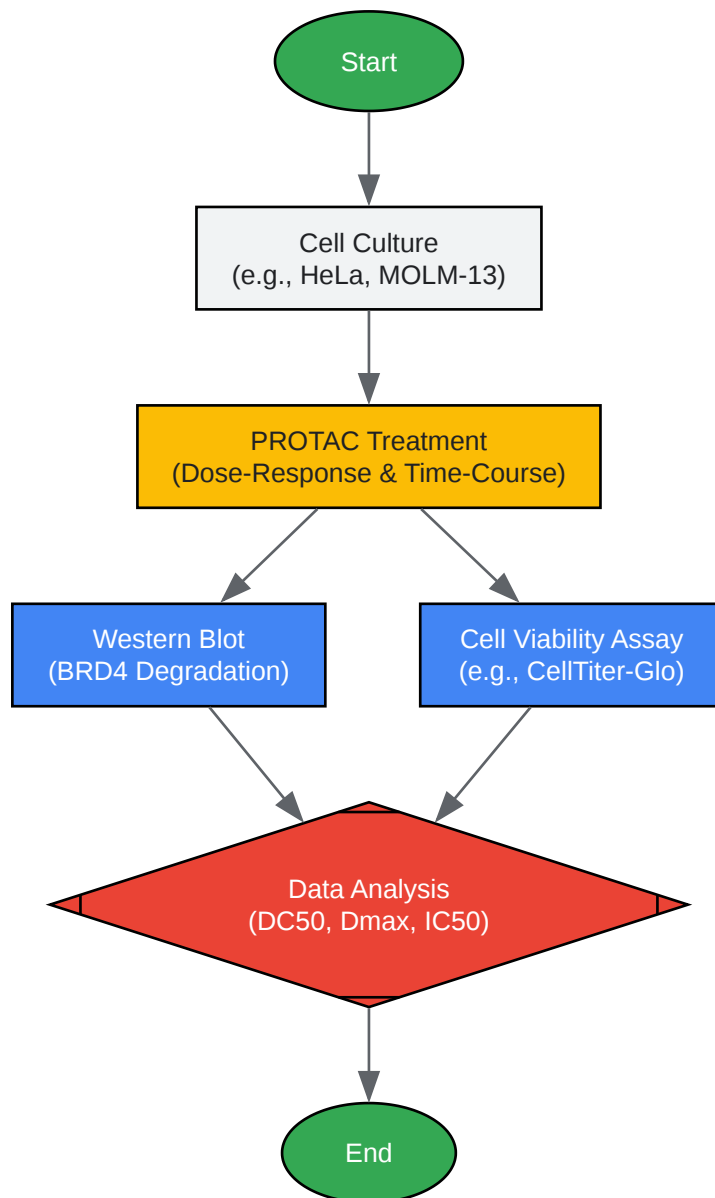 Start
Cell Culture
(e.g., HeLa, MOLM-13)
PROTAC Treatment
(Dose-Response & Time-Course)
Western Blot
(BRD4 Degradation)
Cell Viability Assay
(e.g., CellTiter-Glo)
Data Analysis
(DC50, Dmax, IC50)
End